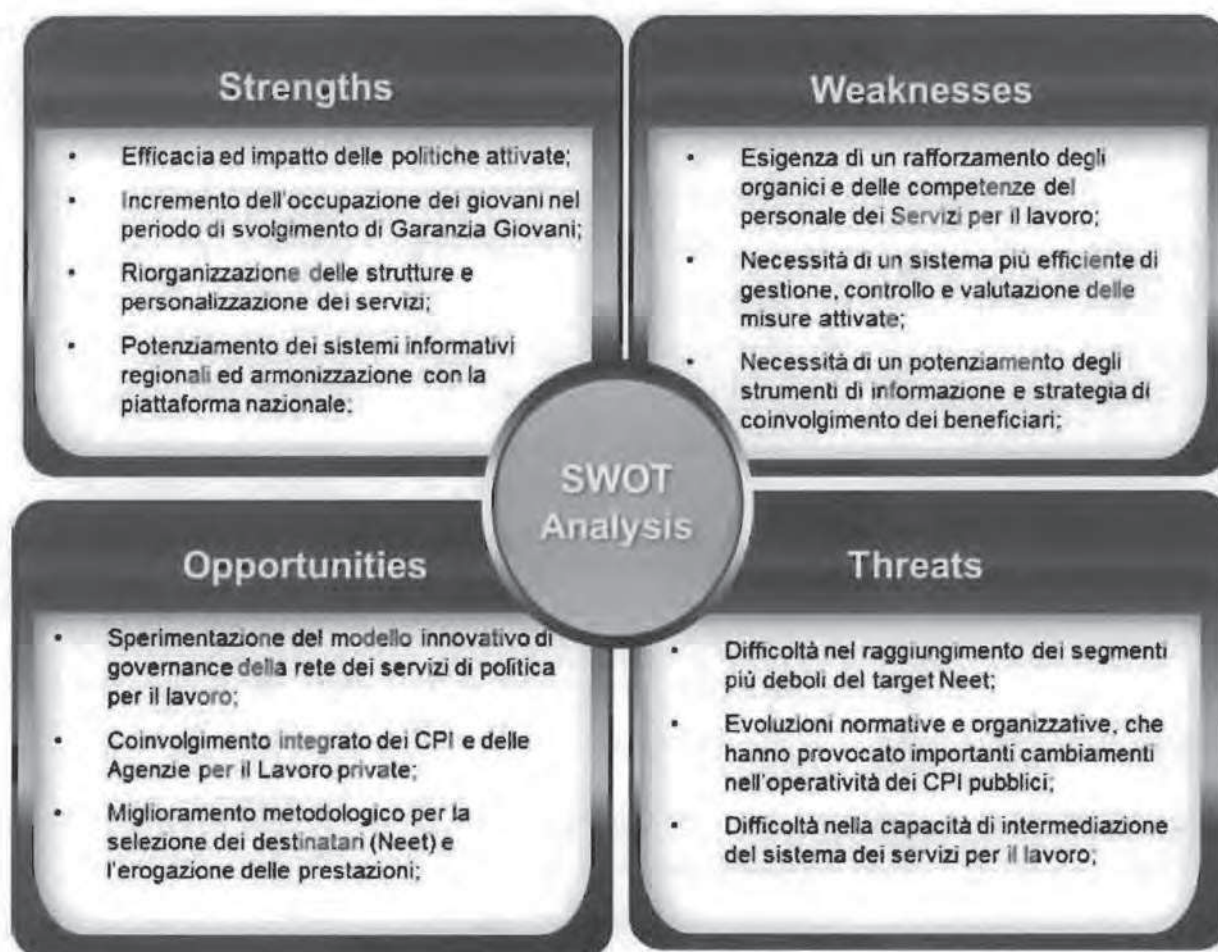 Strengths
• Efficacia ed impatto delle politiche attivate;
• Incremento dell'occupazione dei giovani nel
periodo di svolgimento di Garanzia Giovani;
• Riorganizzazione delle strutture e
personalizzazione dei servizi;
• Potenziamento dei sistemi informativi
regionali ed armonizzazione con la
piattaforma nazionale;
Weaknesses
• Esigenza di un rafforzamento degli
organici e delle competenze del
personale dei Servizi per il lavoro;
• Necessità di un sistema più efficiente di
gestione, controllo e valutazione delle
misure attivate;
• Necessità di un potenziamento degli
strumenti di informazione e strategia di
coinvolgimento dei beneficiari;
SWOT
Analysis
Opportunities
• Sperimentazione del modello innovativo di
governance della rete dei servizi di politica
per il lavoro;
• Coinvolgimento integrato dei CPI e delle
Agenzie per il Lavoro private;
• Miglioramento metodologico per la
selezione dei destinatari (Neet) e
l'erogazione delle prestazioni;
Threats
• Difficoltà nel raggiungimento dei segmenti
più deboli del target Neet;
• Evoluzioni normative e organizzative, che
hanno provocato importanti cambiamenti
nell'operatività dei CPI pubblici;
• Difficoltà nella capacità di intermediazione
del sistema dei servizi per il lavoro;